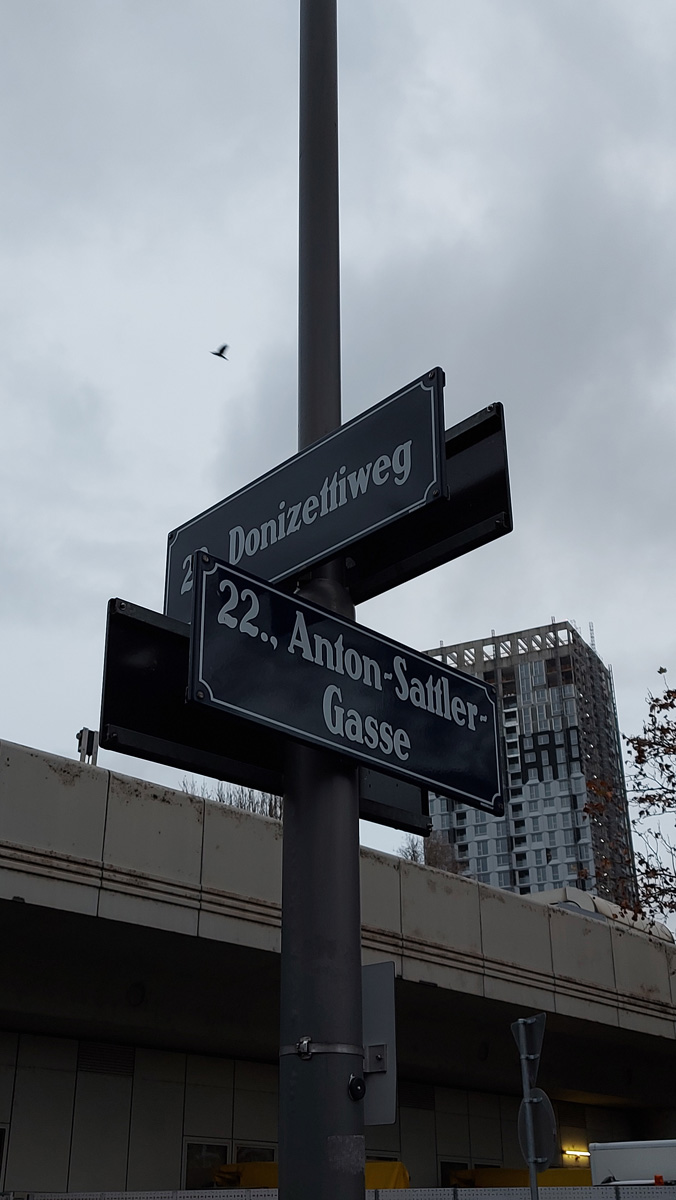 Donizettiweg
22., Anton-Sattler-
Gasse